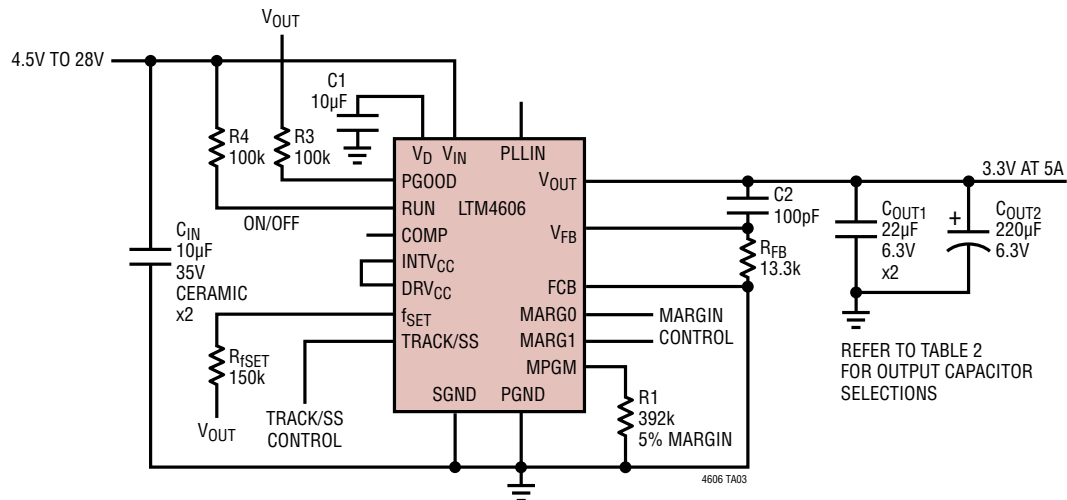 VOUT
4.5V TO 28V
C1
10µF
R4
100k
R3
100k
VD VIN
PLLIN
PGOOD
VOUT
3.3V AT 5A
RUN
LTM4606
ON/OFF
C2
100pF
COUT1
22µF
6.3V
x2
+
COUT2
220µF
6.3V
CIN
10µF
35V
CERAMIC
x2
COMP
VFB
RFB
13.3k
INTVCC
DRVCC
FCB
fSET
MARG0
MARG1
MARGIN
CONTROL
TRACK/SS
MPGM
RfSET
150k
REFER TO TABLE 2
FOR OUTPUT CAPACITOR
SELECTIONS
SGND
PGND
R1
392k
5% MARGIN
VOUT
TRACK/SS
CONTROL
4606 TA03